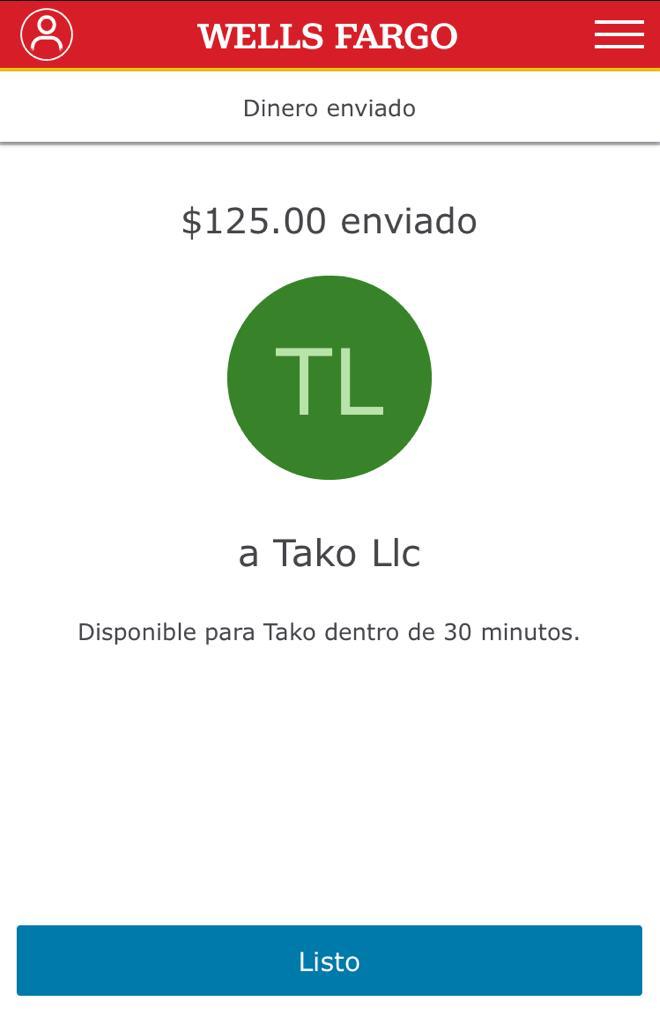 WELLS FARGO
Dinero enviado
$125.00 enviado
TL
a Tako Llc
Disponible para Tako dentro de 30 minutos.
Listo